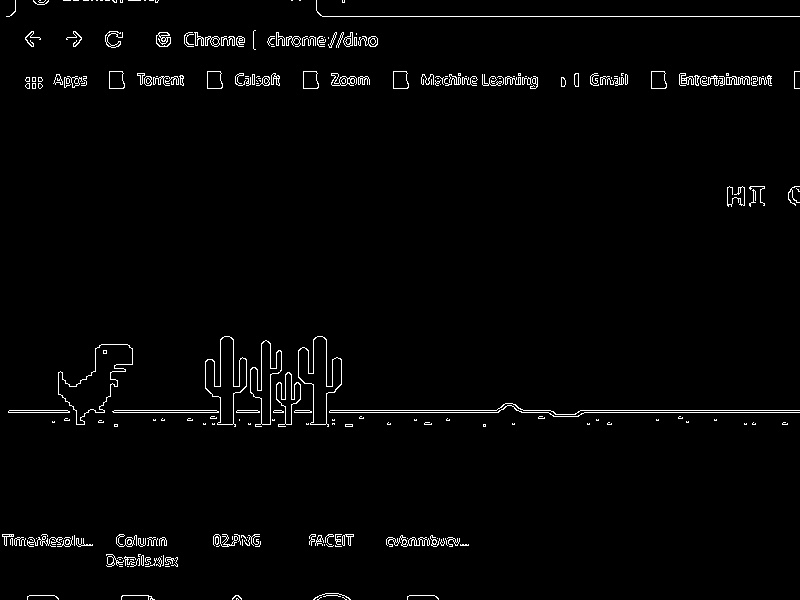 Chrome | chrome://dino
Apps Torrent Calsoft Zoom Machine Learning Gmail Entertainment
HI
TimerResolu... Column 02.PNG FACEIT cvbnmbvcv...
Details.xlsx